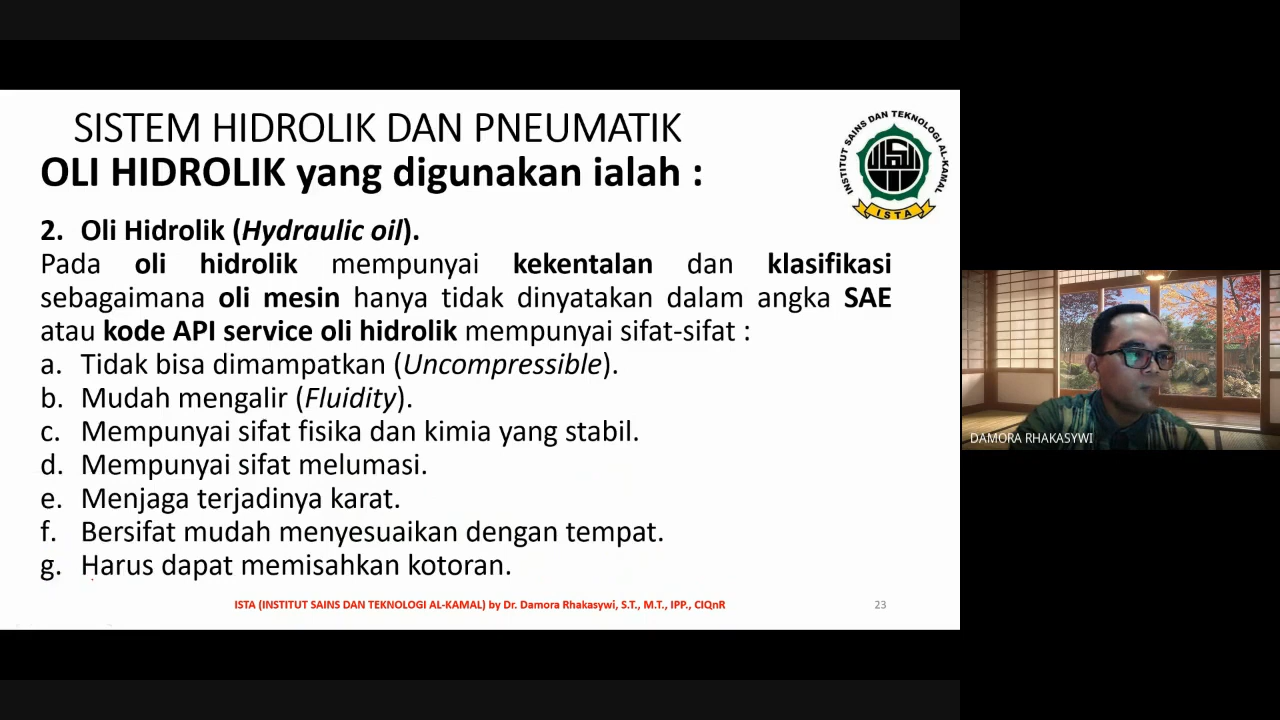 SISTEM HIDROLIK DAN PNEUMATIK
OLI HIDROLIK yang digunakan ialah :
INSTITUT SAINS DAN TEKNOLOGI AL-KAMAL
ISTA
2. Oli Hidrolik (Hydraulic oil).
Pada oli hidrolik mempunyai kekentalan dan klasifikasi
sebagaimana oli mesin hanya tidak dinyatakan dalam angka SAE
atau kode API service oli hidrolik mempunyai sifat-sifat :
a. Tidak bisa dimampatkan (Uncompressible).
b. Mudah mengalir (Fluidity).
c. Mempunyai sifat fisika dan kimia yang stabil.
d. Mempunyai sifat melumasi.
e. Menjaga terjadinya karat.
f. Bersifat mudah menyesuaikan dengan tempat.
g. Harus dapat memisahkan kotoran.
ISTA (INSTITUT SAINS DAN TEKNOLOGI AL-KAMAL) by Dr. Damora Rhakasywi, S.T., M.T., IPP., CIQnR
23
DAMORA RHAKASYWI